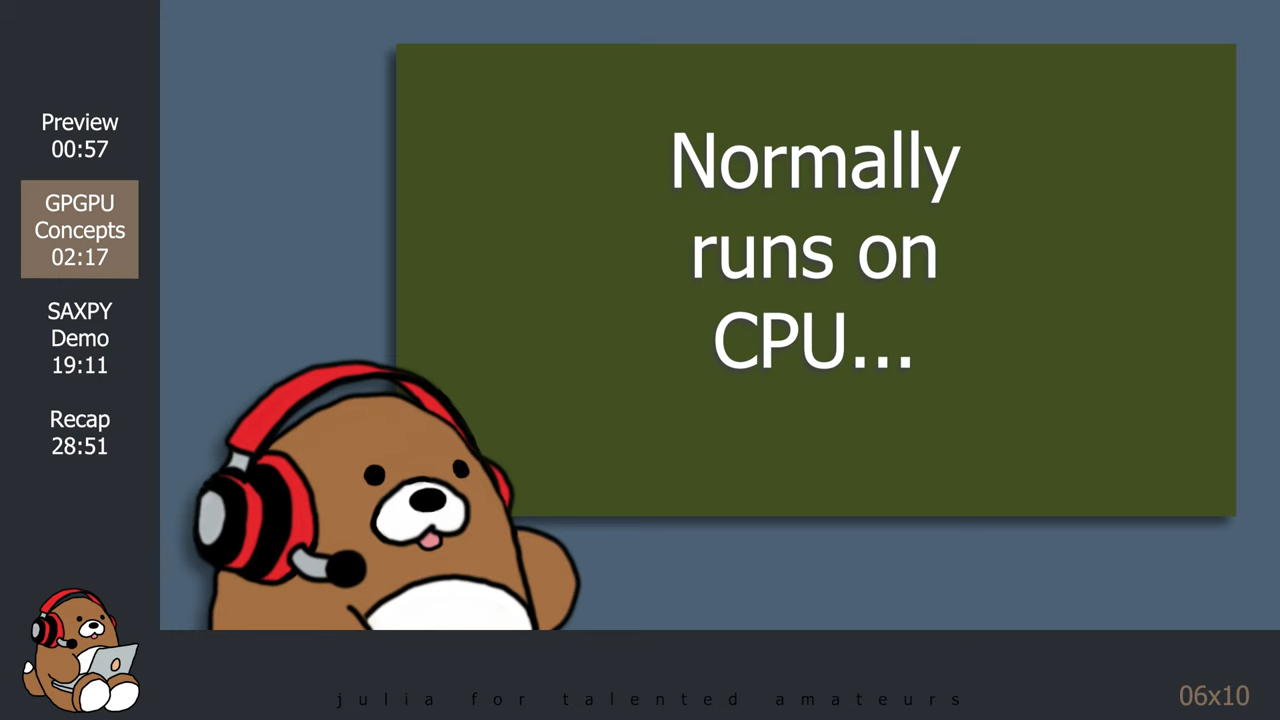 Preview
00:57
GPGPU
Concepts
02:17
SAXPY
Demo
19:11
Recap
28:51
Normally
runs on
CPU...
julia for talented amateurs
06x10